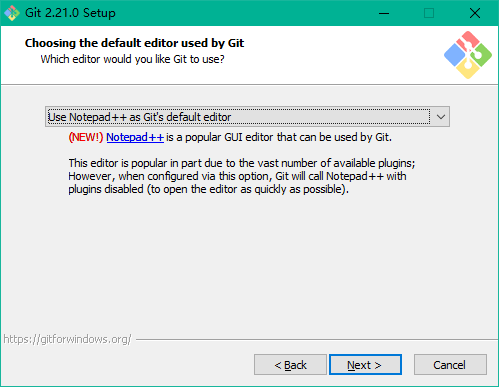 Git 2.21.0 Setup
Choosing the default editor used by Git
Which editor would you like Git to use?
Use Notepad++ as Git's default editor
(NEW!) Notepad++ is a popular GUI editor that can be used by Git.
This editor is popular in part due to the vast number of available plugins;
However, when configured via this option, Git will call Notepad++ with
plugins disabled (to open the editor as quickly as possible).
https://gitforwindows.org/
< Back
Next >
Cancel